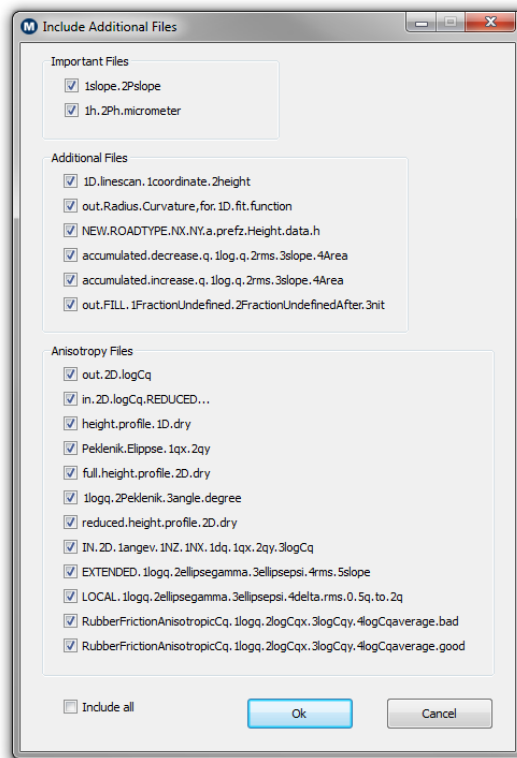 M Include Additional Files
Important Files
1slope.2Pslope
1h.2Ph.micrometer
Additional Files
1D.linescan.1coordinate.2height
out.Radius.Curvature,for.1D.fit.function
NEW.ROADTYPE.NX.NY.a.prefz.Height.data.h
accumulated.decrease.q.1log.q.2rms.3slope.4Area
accumulated.increase.q.1log.q.2rms.3slope.4Area
out.FILL.1FractionUndefined.2FractionUndefinedAfter.3nit
Anisotropy Files
out.2D.logCq
in.2D.logCq.REDUCED...
height.profile.1D.dry
Peklenik.Elippse.1qx.2qy
full.height.profile.2D.dry
1logq.2Peklenik.3angle.degree
reduced.height.profile.2D.dry
IN.2D.1angev.1NZ.1NX.1dq.1qx.2qy.3logCq
EXTENDED.1logq.2ellipsegamma.3ellipsepsi.4rms.5slope
LOCAL.1logq.2ellipsegamma.3ellipsepsi.4delta.rms.0.5q.to.2q
RubberFrictionAnisotropicCq.1logq.2logCqx.3logCqy.4logCqaverage.bad
RubberFrictionAnisotropicCq.1logq.2logCqx.3logCqy.4logCqaverage.good
Include all
Ok
Cancel